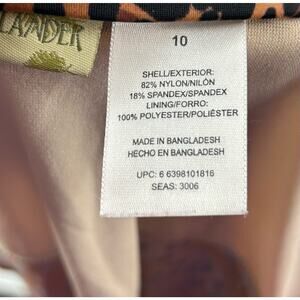 LANDER
10
SHELL/EXTERIOR:
82% NYLON/NILÓN
18% SPANDEX/SPANDEX
LINING/FORRO:
100% POLYESTER/POLIÉSTER
MADE IN BANGLADESH
HECHO EN BANGLADESH
UPC: 6 6398101816
SEAS: 3006